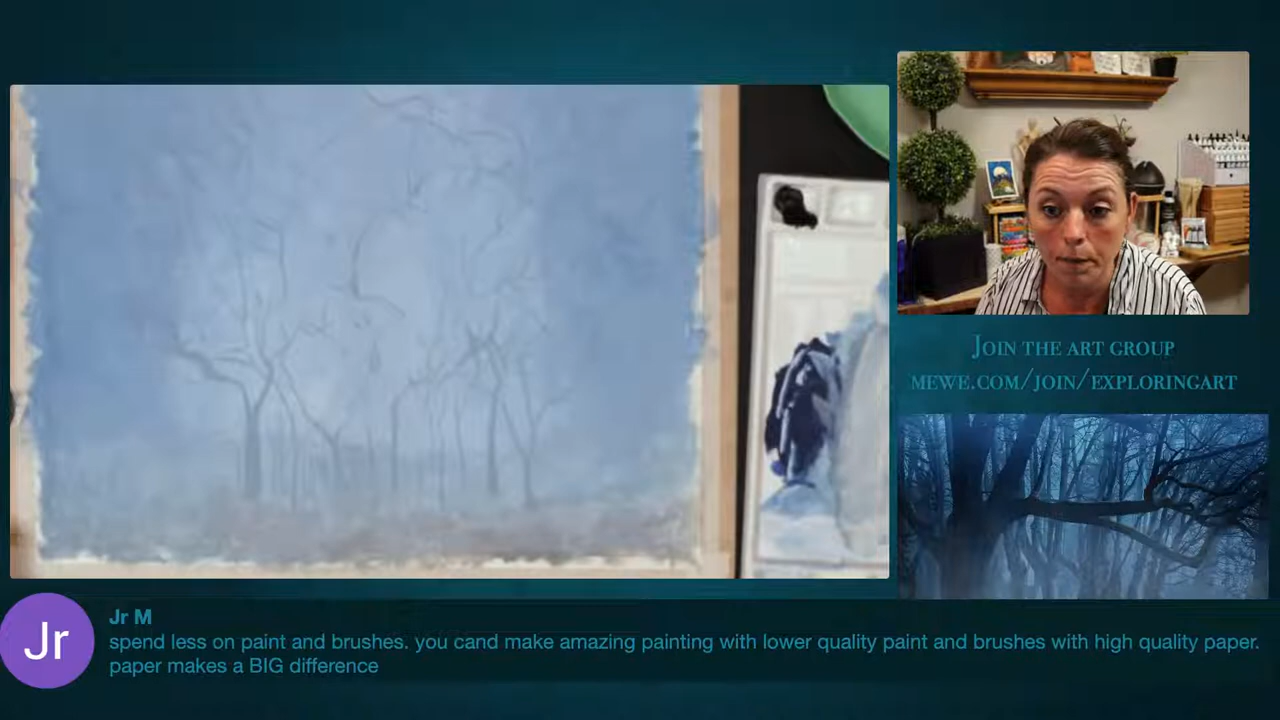 Join the art group
mewe.com/join/exploringart
Jr
Jr M
spend less on paint and brushes. you cand make amazing painting with lower quality paint and brushes with high quality paper.
paper makes a BIG difference